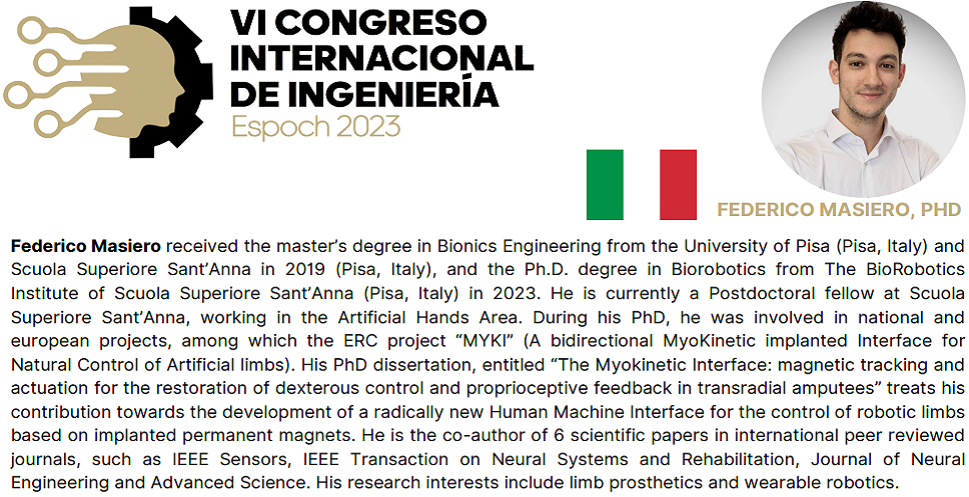 VI CONGRESO
INTERNACIONAL
DE INGENIERÍA
Espoch 2023
FEDERICO MASIERO, PHD
Federico Masiero received the master's degree in Bionics Engineering from the University of Pisa (Pisa, Italy) and
Scuola Superiore Sant'Anna in 2019 (Pisa, Italy), and the Ph.D. degree in Biorobotics from The BioRobotics
Institute of Scuola Superiore Sant'Anna (Pisa, Italy) in 2023. He is currently a Postdoctoral fellow at Scuola
Superiore Sant'Anna, working in the Artificial Hands Area. During his PhD, he was involved in national and
european projects, among which the ERC project “MYKI” (A bidirectional MyoKinetic implanted Interface for
Natural Control of Artificial limbs). His PhD dissertation, entitled “The Myokinetic Interface: magnetic tracking and
actuation for the restoration of dexterous control and proprioceptive feedback in transradial amputees” treats his
contribution towards the development of a radically new Human Machine Interface for the control of robotic limbs
based on implanted permanent magnets. He is the co-author of 6 scientific papers in international peer reviewed
journals, such as IEEE Sensors, IEEE Transaction on Neural Systems and Rehabilitation, Journal of Neural
Engineering and Advanced Science. His research interests include limb prosthetics and wearable robotics.